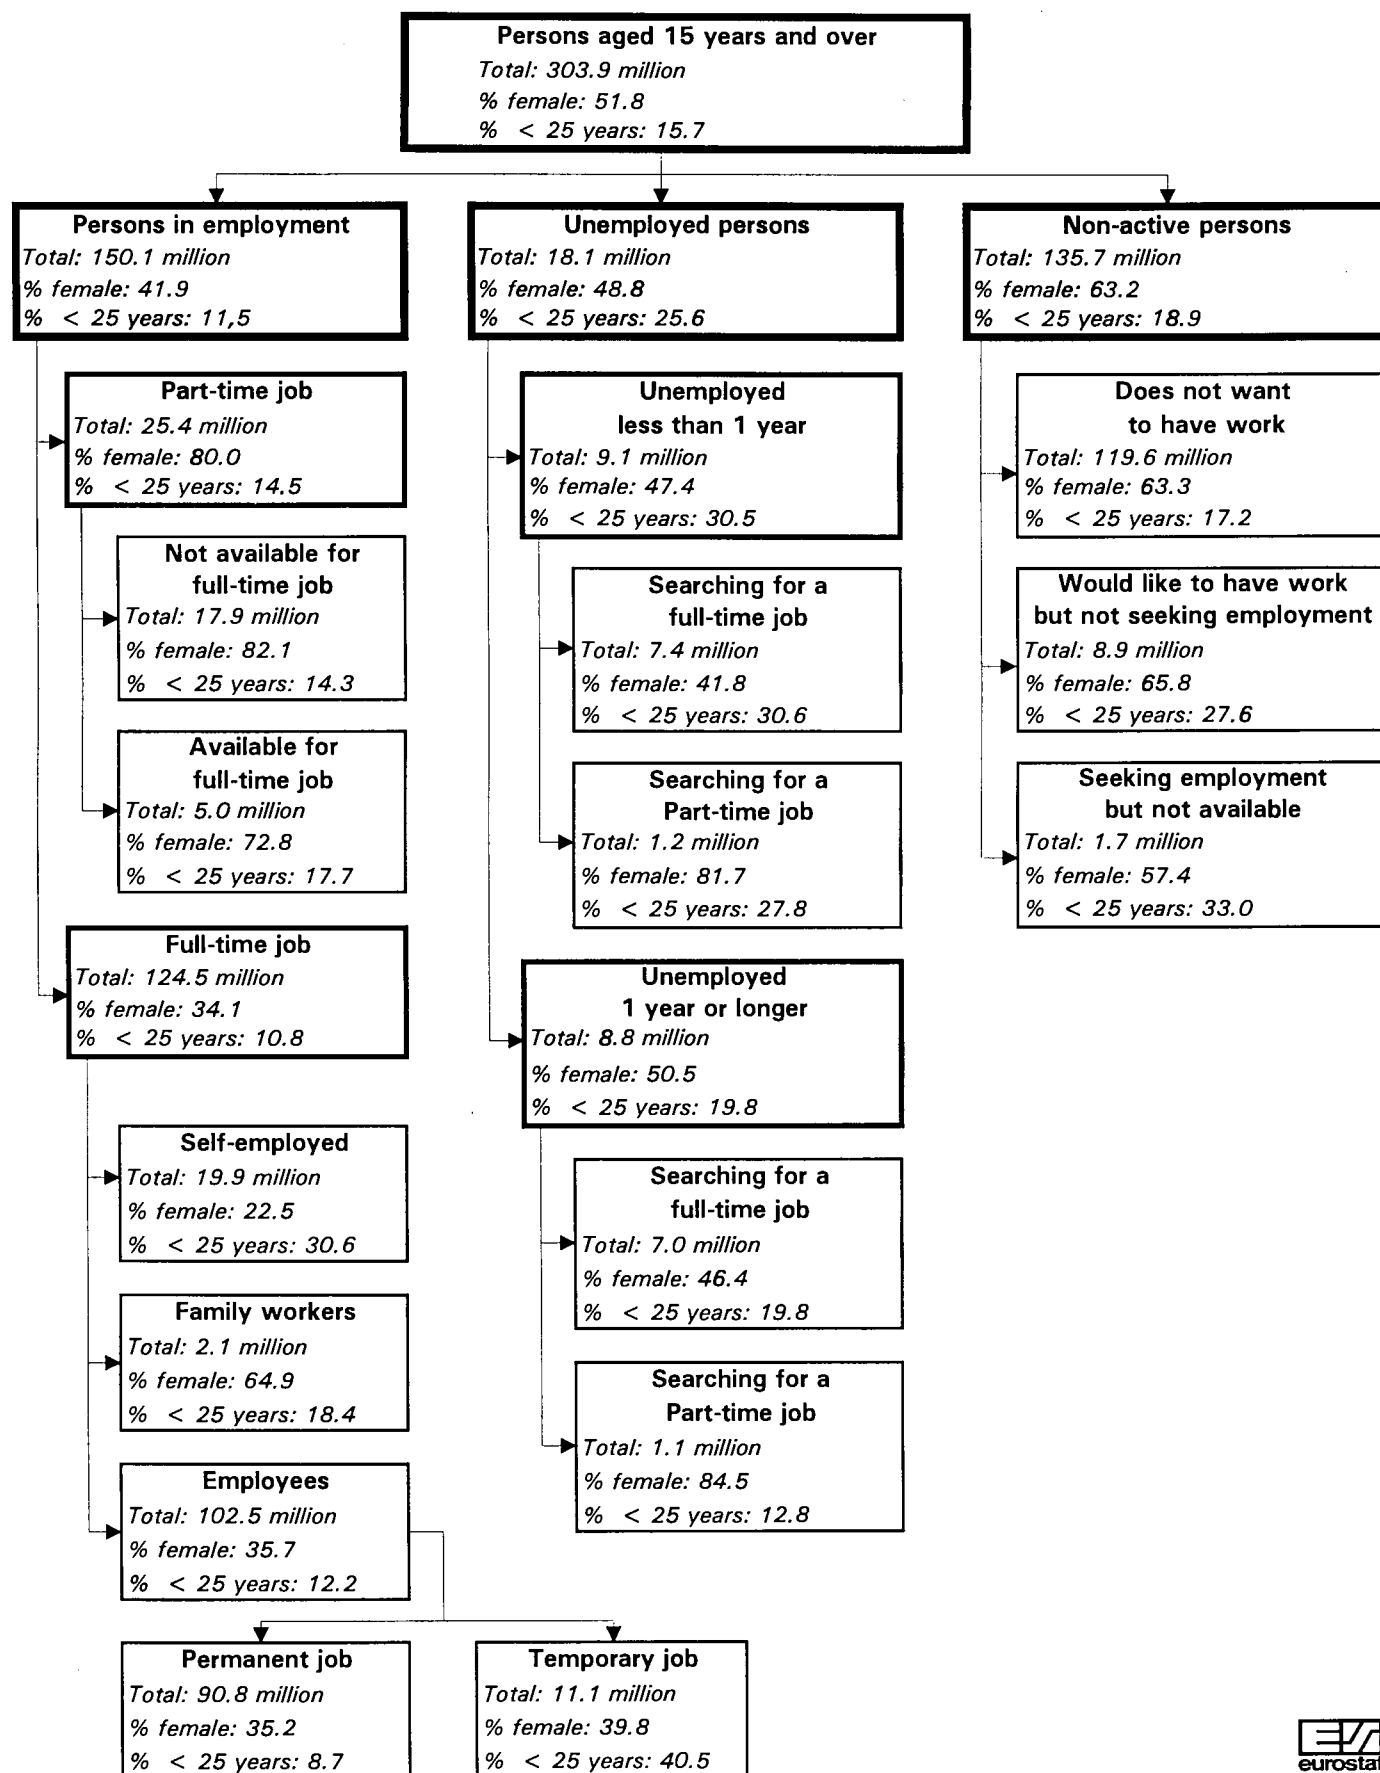 Persons aged 15 years and over
Total: 303.9 million
% female: 51.8
% < 25 years: 15.7
Persons in employment
Total: 150.1 million
% female: 41.9
% < 25 years: 11,5
Part-time job
Total: 25.4 million
% female: 80.0
% < 25 years: 14.5
Not available for
full-time job
Total: 17.9 million
% female: 82.1
% < 25 years: 14.3
Available for
full-time job
Total: 5.0 million
% female: 72.8
% < 25 years: 17.7
Full-time job
Total: 124.5 million
% female: 34.1
% < 25 years: 10.8
Self-employed
Total: 19.9 million
% female: 22.5
% < 25 years: 30.6
Family workers
Total: 2.1 million
% female: 64.9
% < 25 years: 18.4
Employees
Total: 102.5 million
% female: 35.7
% < 25 years: 12.2
Permanent job
Total: 90.8 million
% female: 35.2
% < 25 years: 8.7
Temporary job
Total: 11.1 million
% female: 39.8
% < 25 years: 40.5
Unemployed persons
Total: 18.1 million
% female: 48.8
% < 25 years: 25.6
Unemployed
less than 1 year
Total: 9.1 million
% female: 47.4
% < 25 years: 30.5
Searching for a
full-time job
Total: 7.4 million
% female: 41.8
% < 25 years: 30.6
Searching for a
Part-time job
Total: 1.2 million
% female: 81.7
% < 25 years: 27.8
Unemployed
1 year or longer
Total: 8.8 million
% female: 50.5
% < 25 years: 19.8
Searching for a
full-time job
Total: 7.0 million
% female: 46.4
% < 25 years: 19.8
Searching for a
Part-time job
Total: 1.1 million
% female: 84.5
% < 25 years: 12.8
Non-active persons
Total: 135.7 million
% female: 63.2
% < 25 years: 18.9
Does not want
to have work
Total: 119.6 million
% female: 63.3
% < 25 years: 17.2
Would like to have work
but not seeking employment
Total: 8.9 million
% female: 65.8
% < 25 years: 27.6
Seeking employment
but not available
Total: 1.7 million
% female: 57.4
% < 25 years: 33.0
eurostat